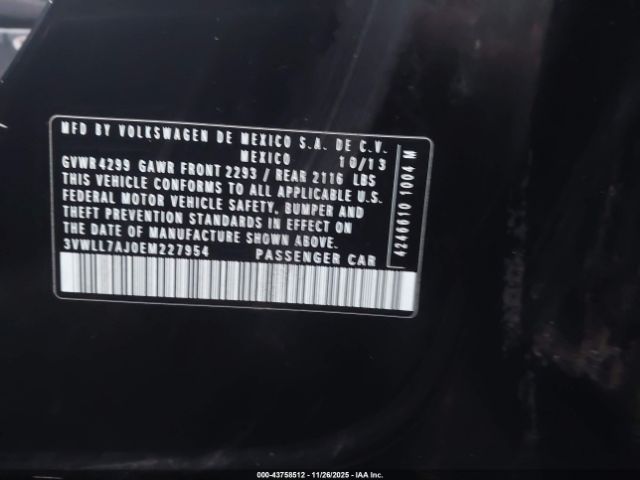 MFD BY VOLKSWAGEN DE MEXICO S.A. DE C.V.
MEXICO 10/13
GVWR4299 GAWR FRONT 2293 / REAR 2116 LBS
THIS VEHICLE CONFORMS TO ALL APPLICABLE U.S.
FEDERAL MOTOR VEHICLE SAFETY, BUMPER AND
THEFT PREVENTION STANDARDS IN EFFECT ON
THE DATE OF MANUFACTURE SHOWN ABOVE.
3VWLL7AJ0EM227954 PASSENGER CAR
4246610 1004 M
000-43758512 - 11/26/2025 - IAA Inc.